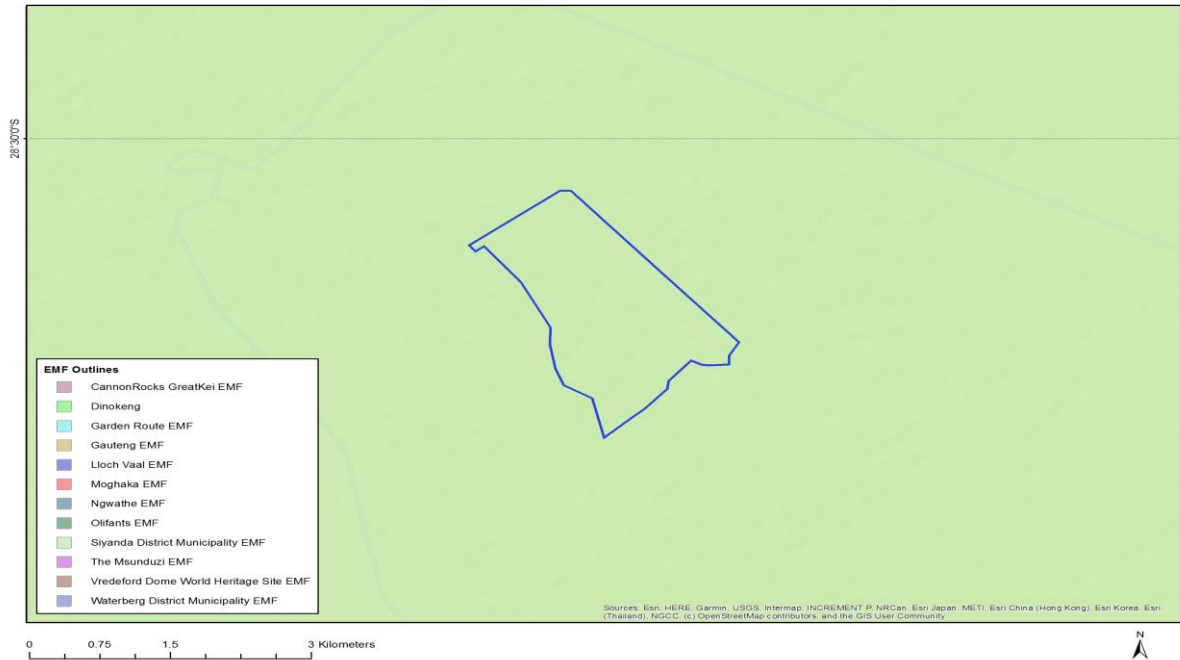 28°30'0"S
EMF Outlines
CannonRocks GreatKei EMF
Dinokeng
Garden Route EMF
Gauteng EMF
Lloch Vaal EMF
Moghaka EMF
Ngwathe EMF
Olifants EMF
Siyanda District Municipality EMF
The Msunduzi EMF
Vredeford Dome World Heritage Site EMF
Waterberg District Municipality EMF
Sources: Esri, HERE, Garmin, USGS, Intermap, INCREMENT P, NRCan, Esri Japan, METI, Esri China (Hong Kong), Esri Korea, Esri
(Thailand), NGCC, (c) OpenStreetMap contributors, and the GIS User Community
0 0.75 1.5 3 Kilometers
N